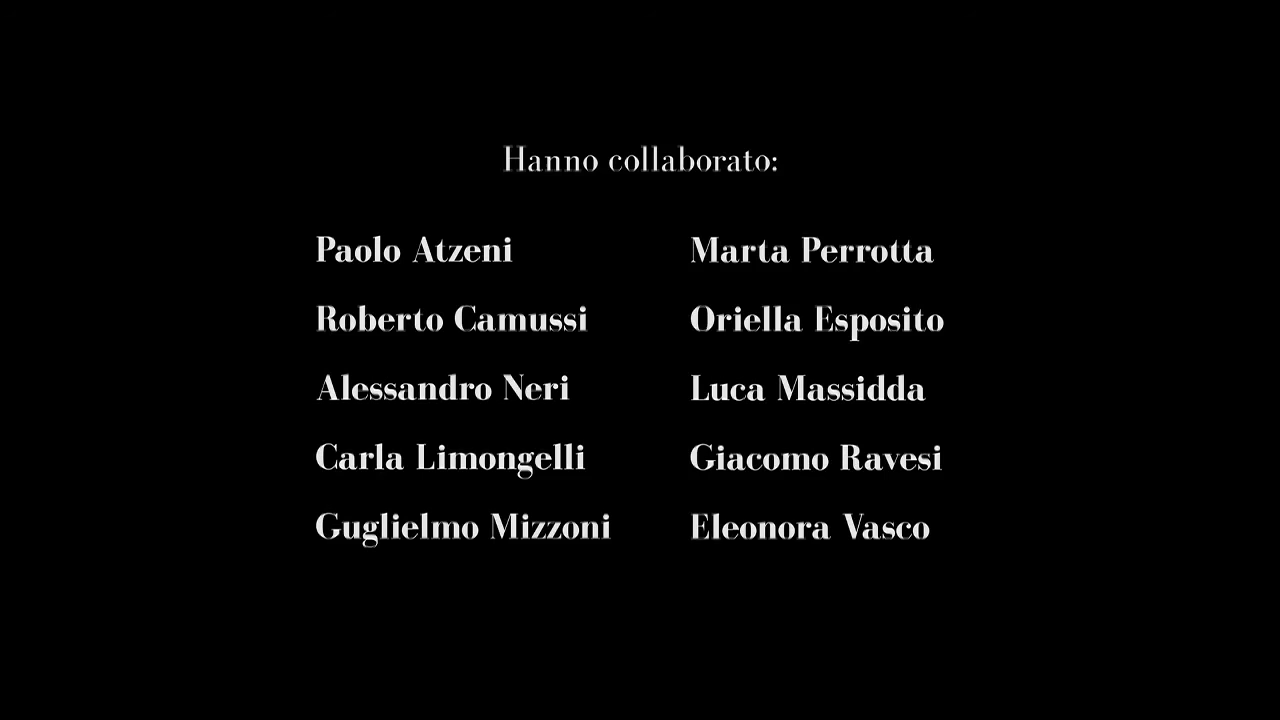 Hanno collaborato:
Paolo Atzeni
Roberto Camussi
Alessandro Neri
Carla Limongelli
Guglielmo Mizzoni
Marta Perrotta
Oriella Esposito
Luca Massidda
Giacomo Ravesi
Eleonora Vasco